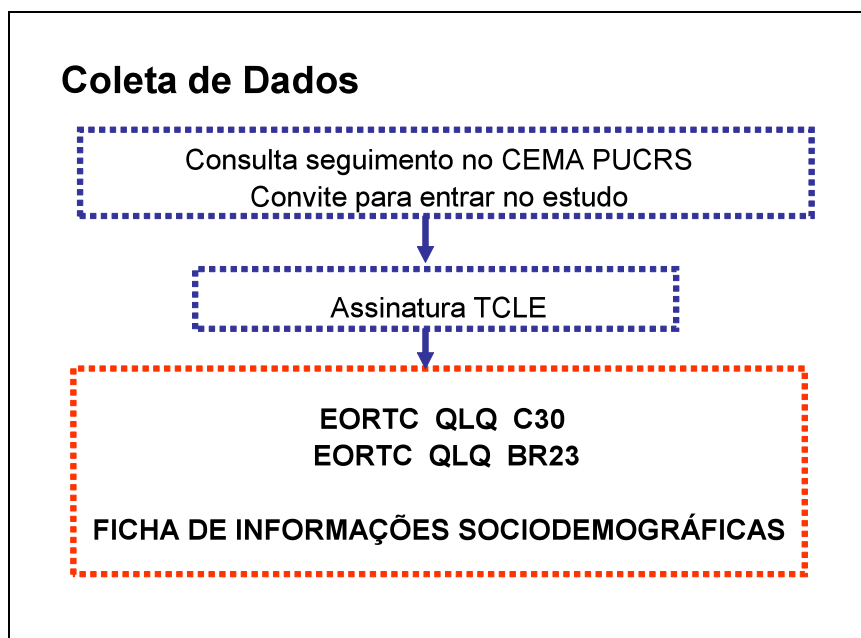 Coleta de Dados
Consulta seguimento no CEMA PUCRS
Convite para entrar no estudo
Assinatura TCLE
EORTC QLQ C30
EORTC QLQ BR23
FICHA DE INFORMAÇÕES SOCIODEMOGRÁFICAS